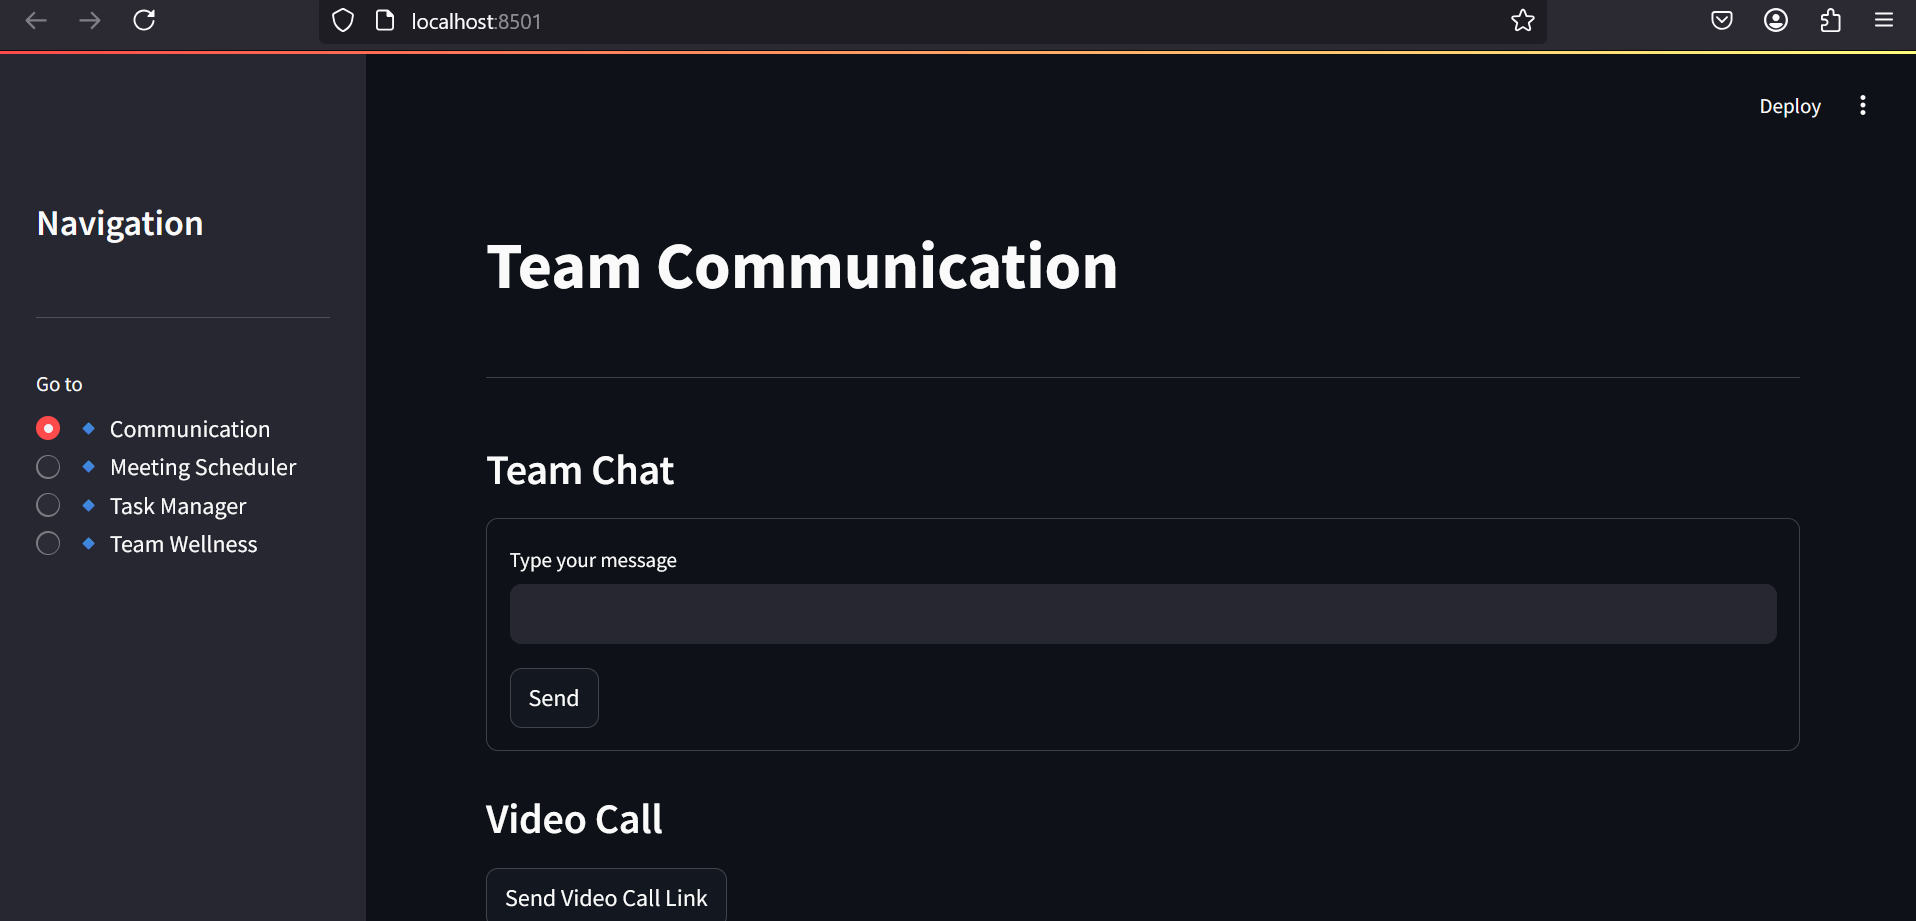 localhost:8501
Deploy
Navigation
Go to
Communication
Meeting Scheduler
Task Manager
Team Wellness
Team Communication
Team Chat
Type your message
Send
Video Call
Send Video Call Link